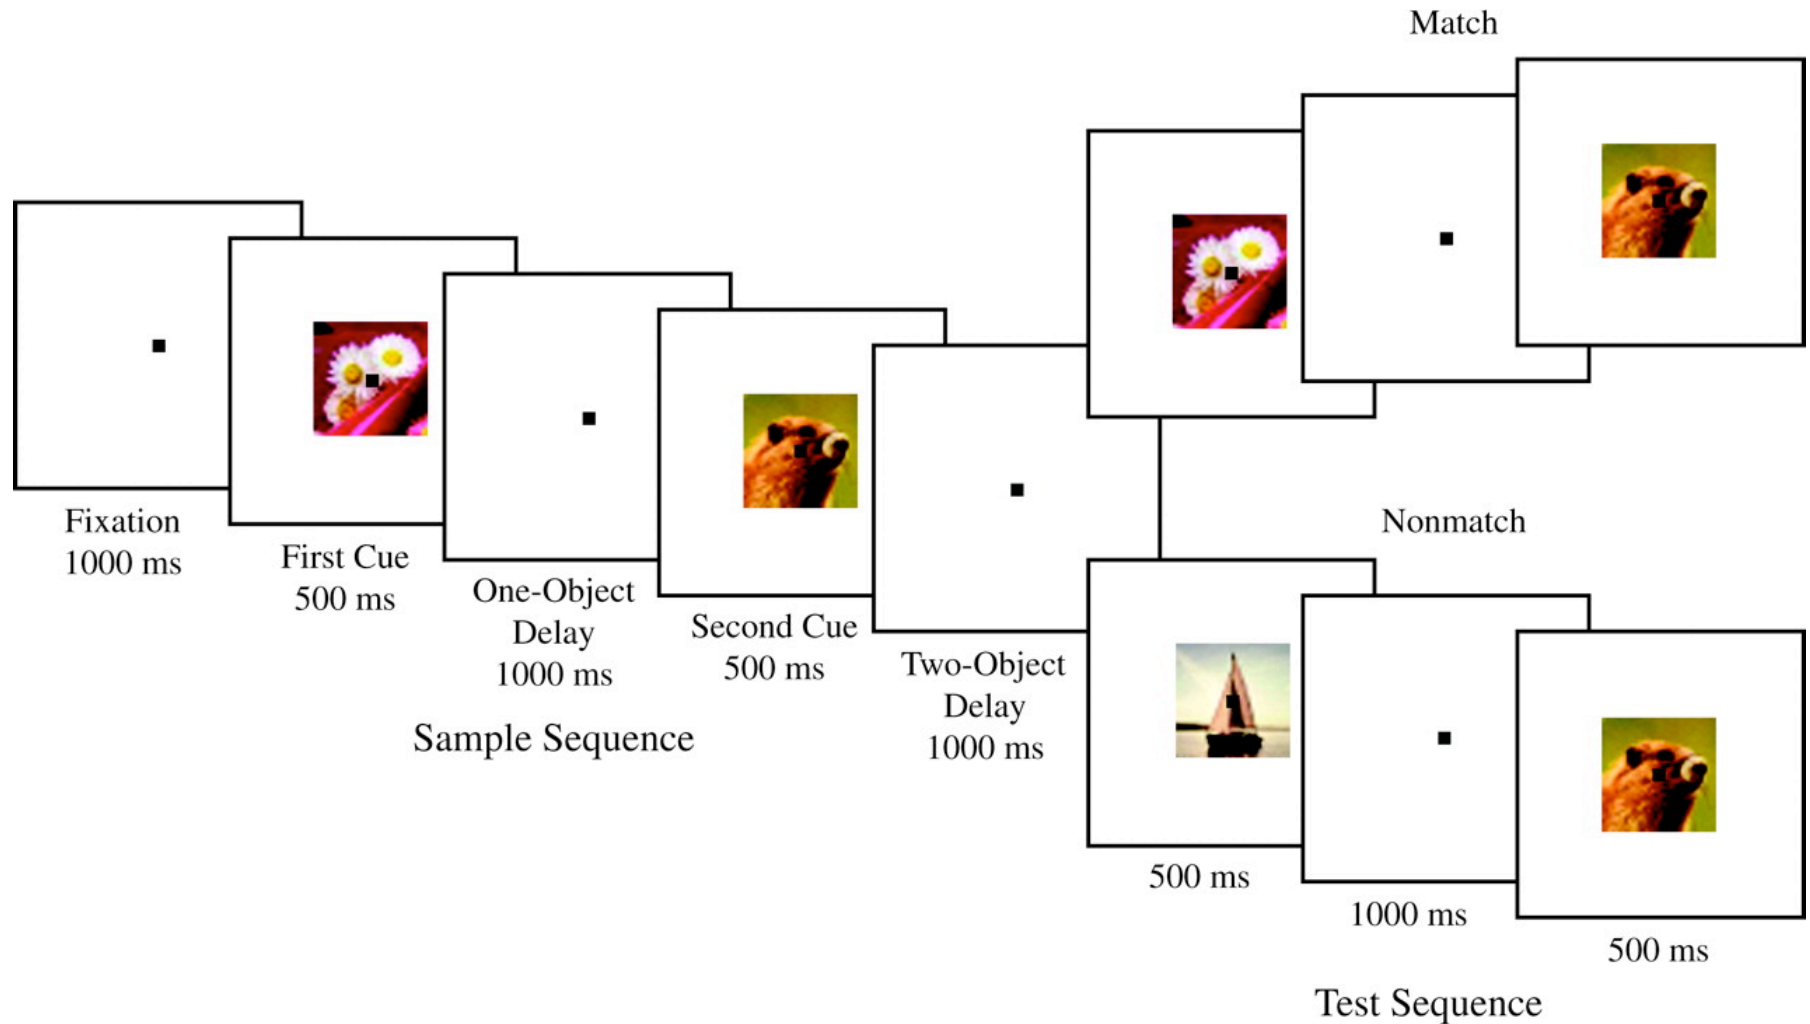 Match
Fixation
1000 ms
First Cue
500 ms
One-Object
Delay
1000 ms
Second Cue
500 ms
Two-Object
Delay
1000 ms
Sample Sequence
Nonmatch
500 ms
1000 ms
500 ms
Test Sequence